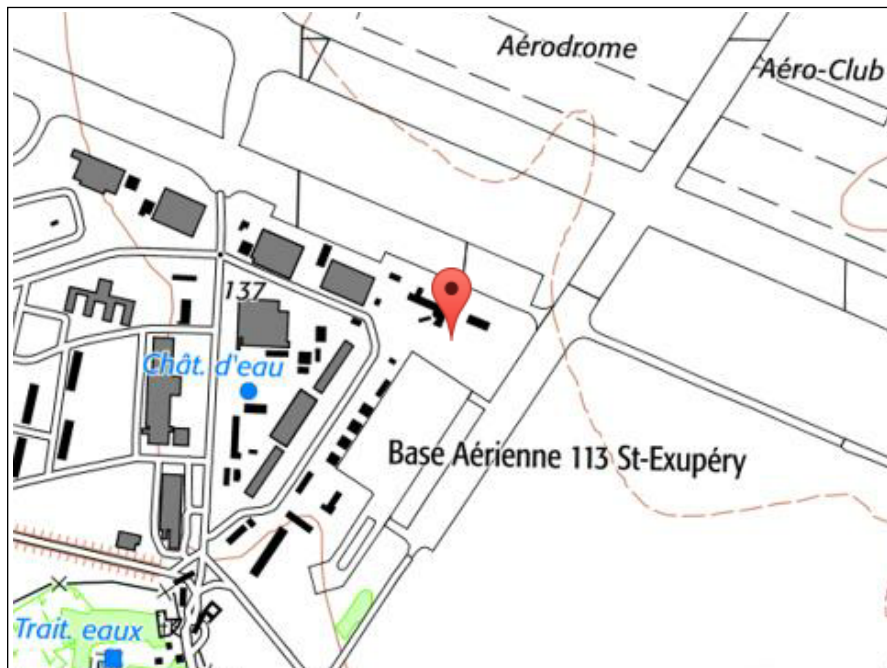 Aérodrome
Aéro-Club
137
Chât. d'eau
Base Aérienne 113 St-Exupéry
Trait. eaux